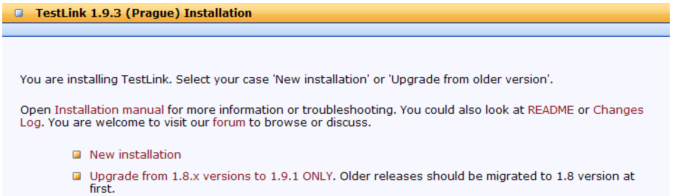 TestLink 1.9.3 (Prague) Installation
You are installing TestLink. Select your case 'New installation' or 'Upgrade from older version'.
Open Installation manual for more information or troubleshooting. You could also look at README or Changes
Log. You are welcome to visit our forum to browse or discuss.
New installation
Upgrade from 1.8.x versions to 1.9.1 ONLY. Older releases should be migrated to 1.8 version at
first.